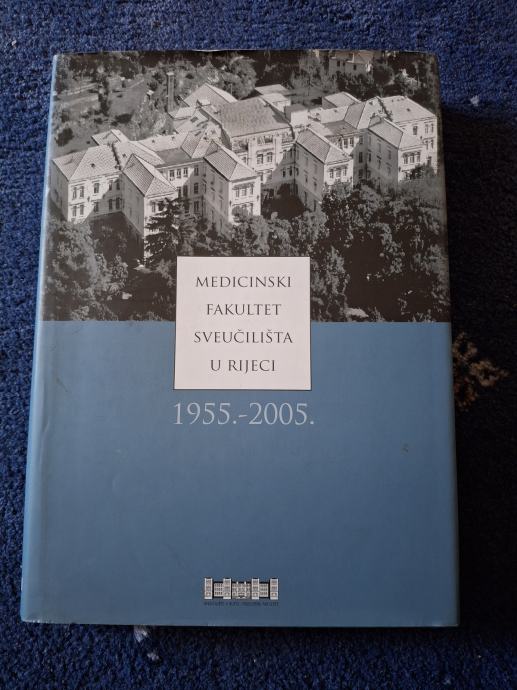 MEDICINSKI
FAKULTET
SVEUČILIŠTA
U RIJECI
1955.-2005.